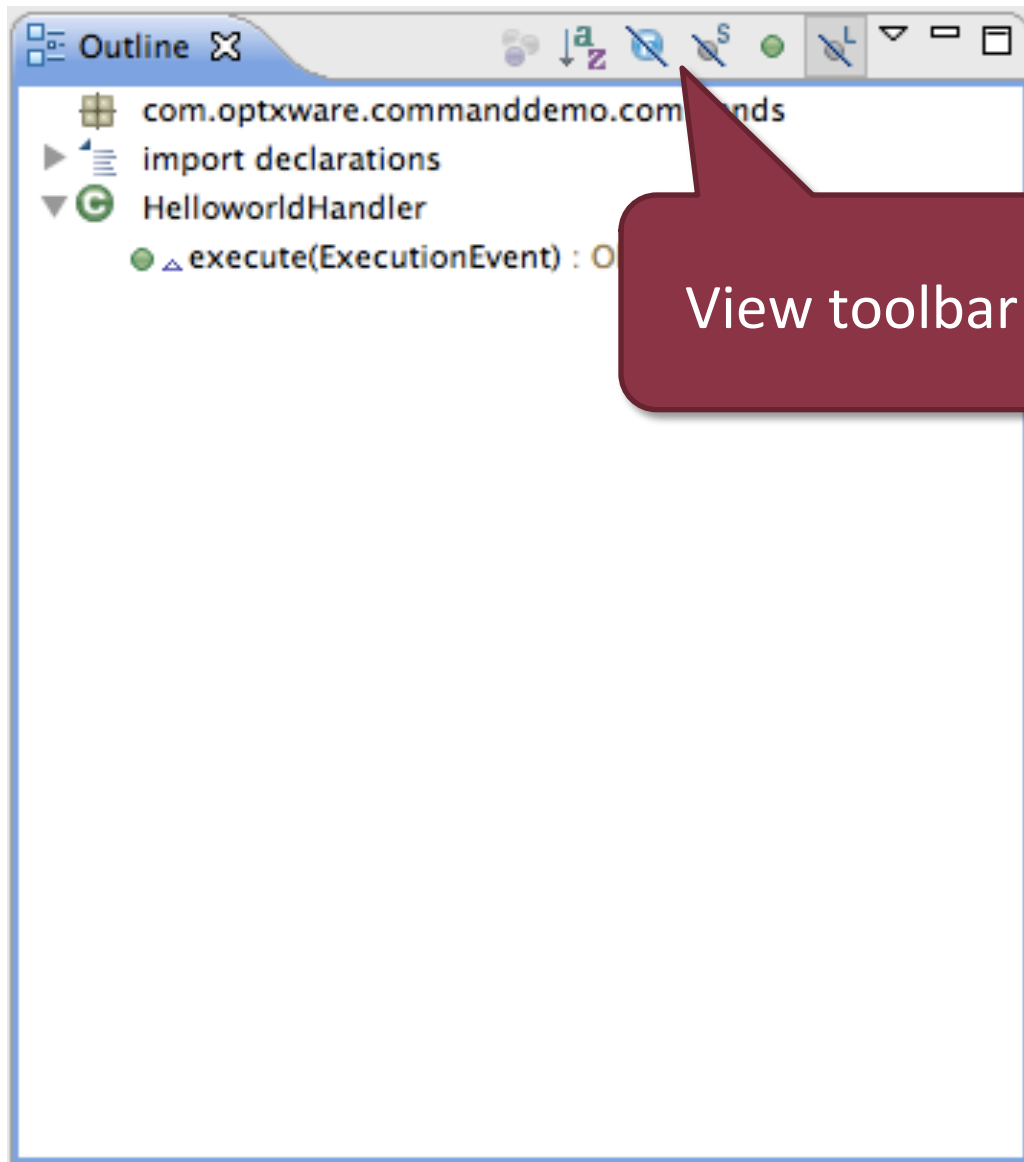 Outline
com.optxware.commanddemo.com nds
import declarations
HelloworldHandler
execute(ExecutionEvent) : O
View toolbar